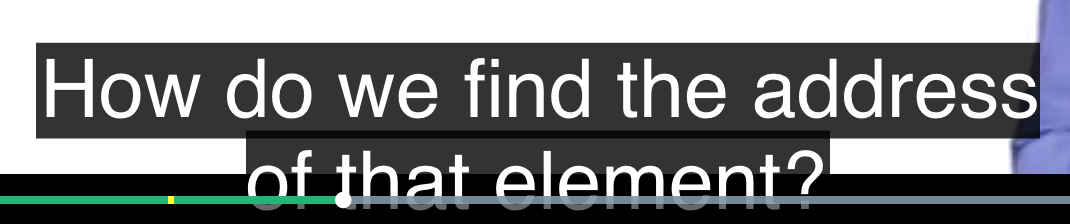 How do we find the address
of that element?